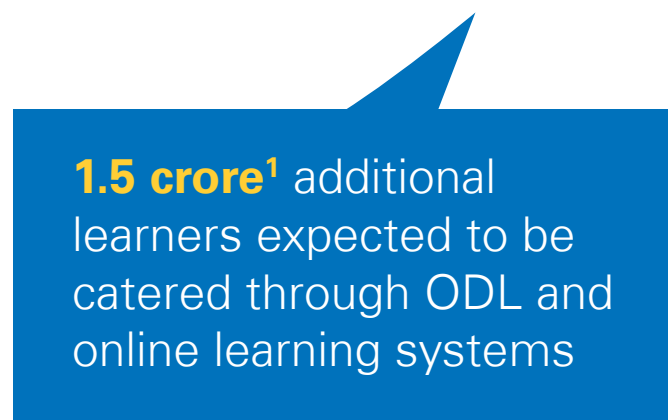 1.5 crore¹ additional
learners expected to be
catered through ODL and
online learning systems